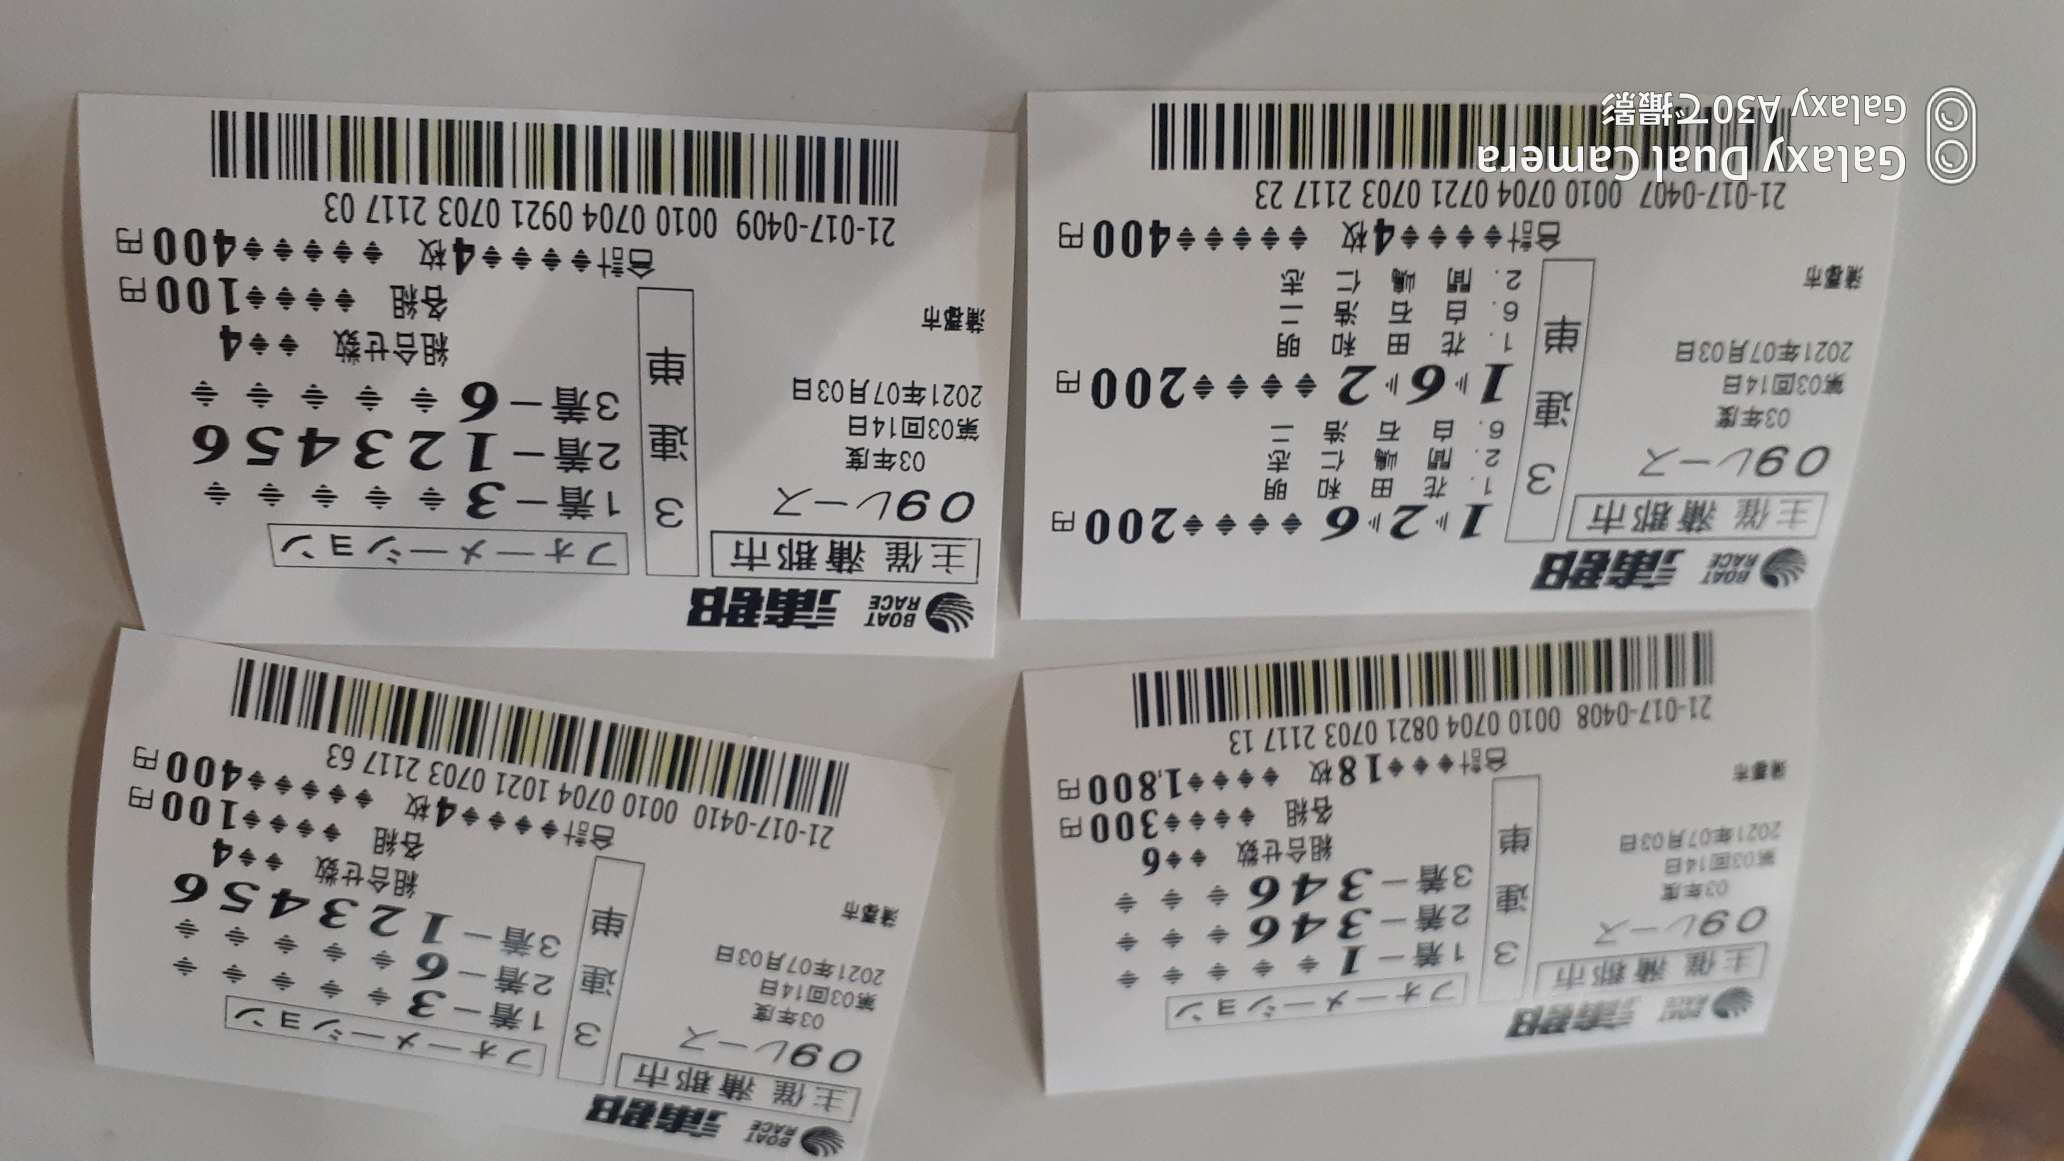 BOAT RACE 蒲郡
主催 蒲郡市
09レース
03年度
第03回14日
2021年07月03日
蒲郡市
3連単
フォーメーション
1着-1
2着-346
3着-346
組合せ数 6
各組 300円
合計 18枚 1,800円
21-017-0408 0010 0704 0821 0703 2117 13
BOAT RACE 蒲郡
主催 蒲郡市
09レース
03年度
第03回14日
2021年07月03日
蒲郡市
3連単
フォーメーション
1着-3
2着-6
3着-123456
組合せ数 4
各組 100円
合計 4枚 400円
21-017-0410 0010 0704 1021 0703 2117 63
BOAT RACE 蒲郡
主催 蒲郡市
09レース
03年度
第03回14日
2021年07月03日
蒲郡市
3連単
1-2-6 200円
1. 花田和明
2. 間嶋仁志
6. 白石浩二
1-6-2 200円
1. 花田和明
6. 白石浩二
2. 間嶋仁志
合計 4枚 400円
21-017-0407 0010 0704 0721 0703 2117 23
BOAT RACE 蒲郡
主催 蒲郡市
09レース
03年度
第03回14日
2021年07月03日
蒲郡市
3連単
フォーメーション
1着-3
2着-123456
3着-6
組合せ数 4
各組 100円
合計 4枚 400円
21-017-0409 0010 0704 0921 0703 2117 03
Galaxy Dual Camera
Galaxy A30で撮影